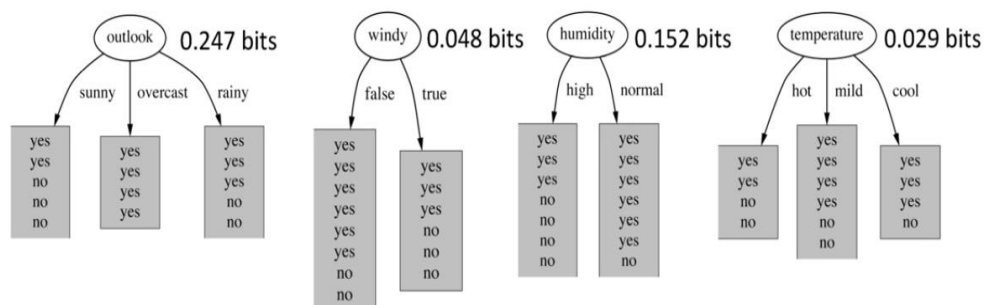 outlook 0.247 bits
sunny overcast rainy
yes
yes
no
no
no
yes
yes
yes
yes
yes
yes
yes
no
no
windy 0.048 bits
false true
yes
yes
yes
yes
yes
yes
no
no
yes
yes
yes
no
no
no
humidity 0.152 bits
high normal
yes
yes
yes
no
no
no
no
yes
yes
yes
yes
yes
yes
no
temperature 0.029 bits
hot mild cool
yes
yes
no
no
yes
yes
yes
yes
no
no
yes
yes
yes
no